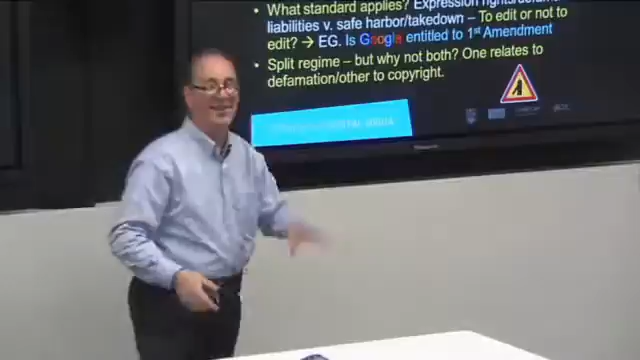 • What standard applies? Expression rights/defama
liabilities v. safe harbor/takedown – To edit or not to
edit? → EG. Is Google entitled to 1st Amendment
• Split regime – but why not both? One relates to
defamation/other to copyright.